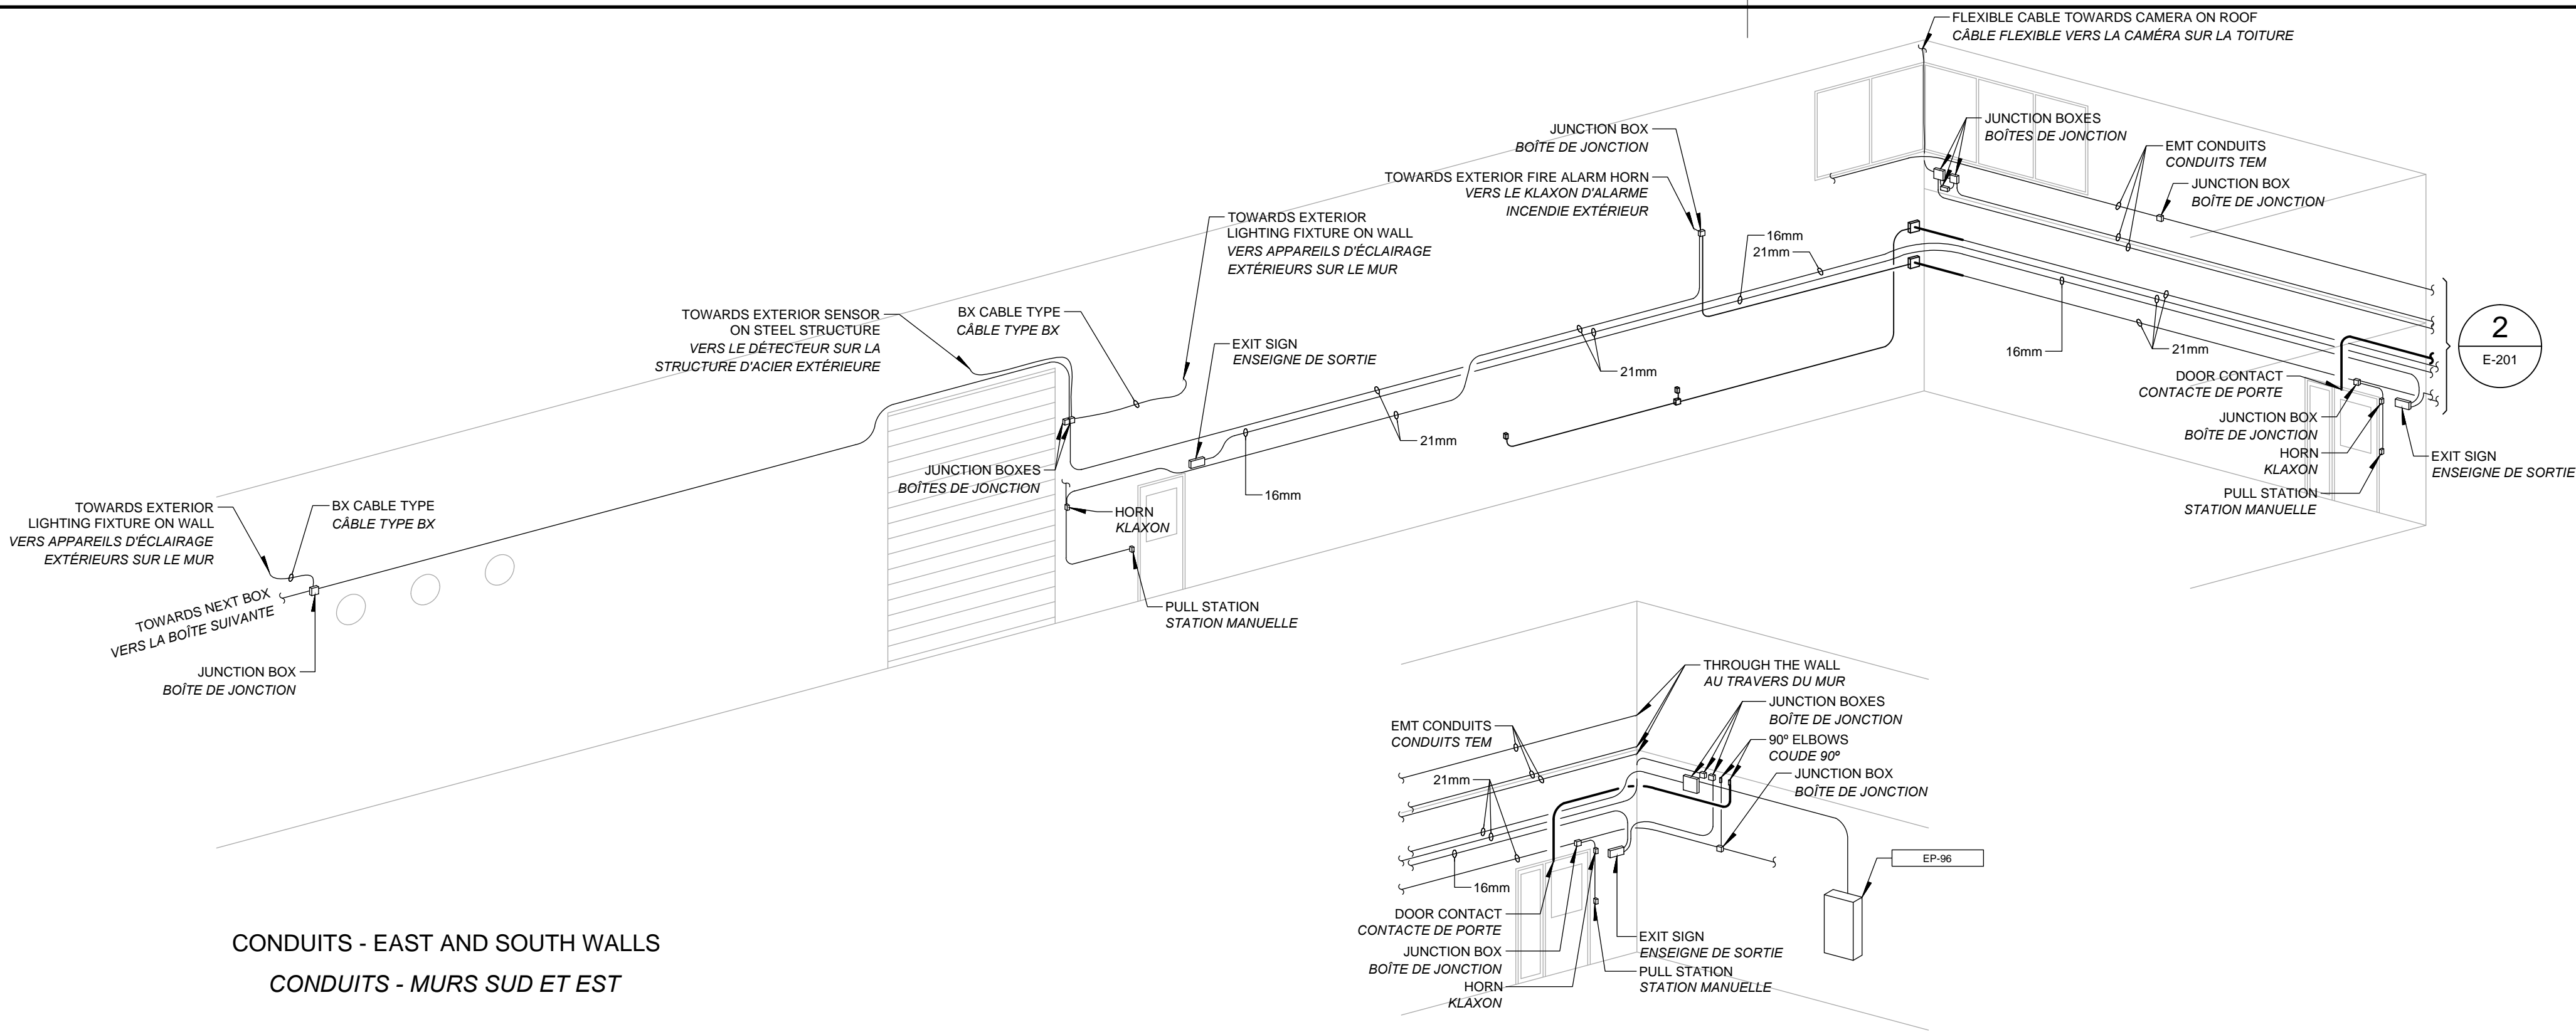 FLEXIBLE CABLE TOWARDS CAMERA ON ROOF
CÂBLE FLEXIBLE VERS LA CAMÉRA SUR LA TOITURE
JUNCTION BOXES
BOÎTES DE JONCTION
EMT CONDUITS
CONDUITS TEM
JUNCTION BOX
BOÎTE DE JONCTION
JUNCTION BOX
BOÎTE DE JONCTION
TOWARDS EXTERIOR FIRE ALARM HORN
VERS LE KLAXON D'ALARME
INCENDIE EXTÉRIEUR
16mm
21mm
TOWARDS EXTERIOR
LIGHTING FIXTURE ON WALL
VERS APPAREILS D'ÉCLAIRAGE
EXTÉRIEURS SUR LE MUR
TOWARDS EXTERIOR SENSOR
ON STEEL STRUCTURE
VERS LE DÉTECTEUR SUR LA
STRUCTURE D'ACIER EXTÉRIEURE
BX CABLE TYPE
CÂBLE TYPE BX
EXIT SIGN
ENSEIGNE DE SORTIE
21mm
16mm
21mm
2
E-201
DOOR CONTACT
CONTACTE DE PORTE
JUNCTION BOX
BOÎTE DE JONCTION
HORN
KLAXON
PULL STATION
STATION MANUELLE
EXIT SIGN
ENSEIGNE DE SORTIE
21mm
16mm
JUNCTION BOXES
BOÎTES DE JONCTION
HORN
KLAXON
PULL STATION
STATION MANUELLE
TOWARDS EXTERIOR
LIGHTING FIXTURE ON WALL
VERS APPAREILS D'ÉCLAIRAGE
EXTÉRIEURS SUR LE MUR
BX CABLE TYPE
CÂBLE TYPE BX
TOWARDS NEXT BOX
VERS LA BOÎTE SUIVANTE
JUNCTION BOX
BOÎTE DE JONCTION
THROUGH THE WALL
AU TRAVERS DU MUR
JUNCTION BOXES
BOÎTE DE JONCTION
90º ELBOWS
COUDE 90º
JUNCTION BOX
BOÎTE DE JONCTION
EMT CONDUITS
CONDUITS TEM
21mm
16mm
EP-96
DOOR CONTACT
CONTACTE DE PORTE
JUNCTION BOX
BOÎTE DE JONCTION
HORN
KLAXON
EXIT SIGN
ENSEIGNE DE SORTIE
PULL STATION
STATION MANUELLE
CONDUITS - EAST AND SOUTH WALLS
CONDUITS - MURS SUD ET EST